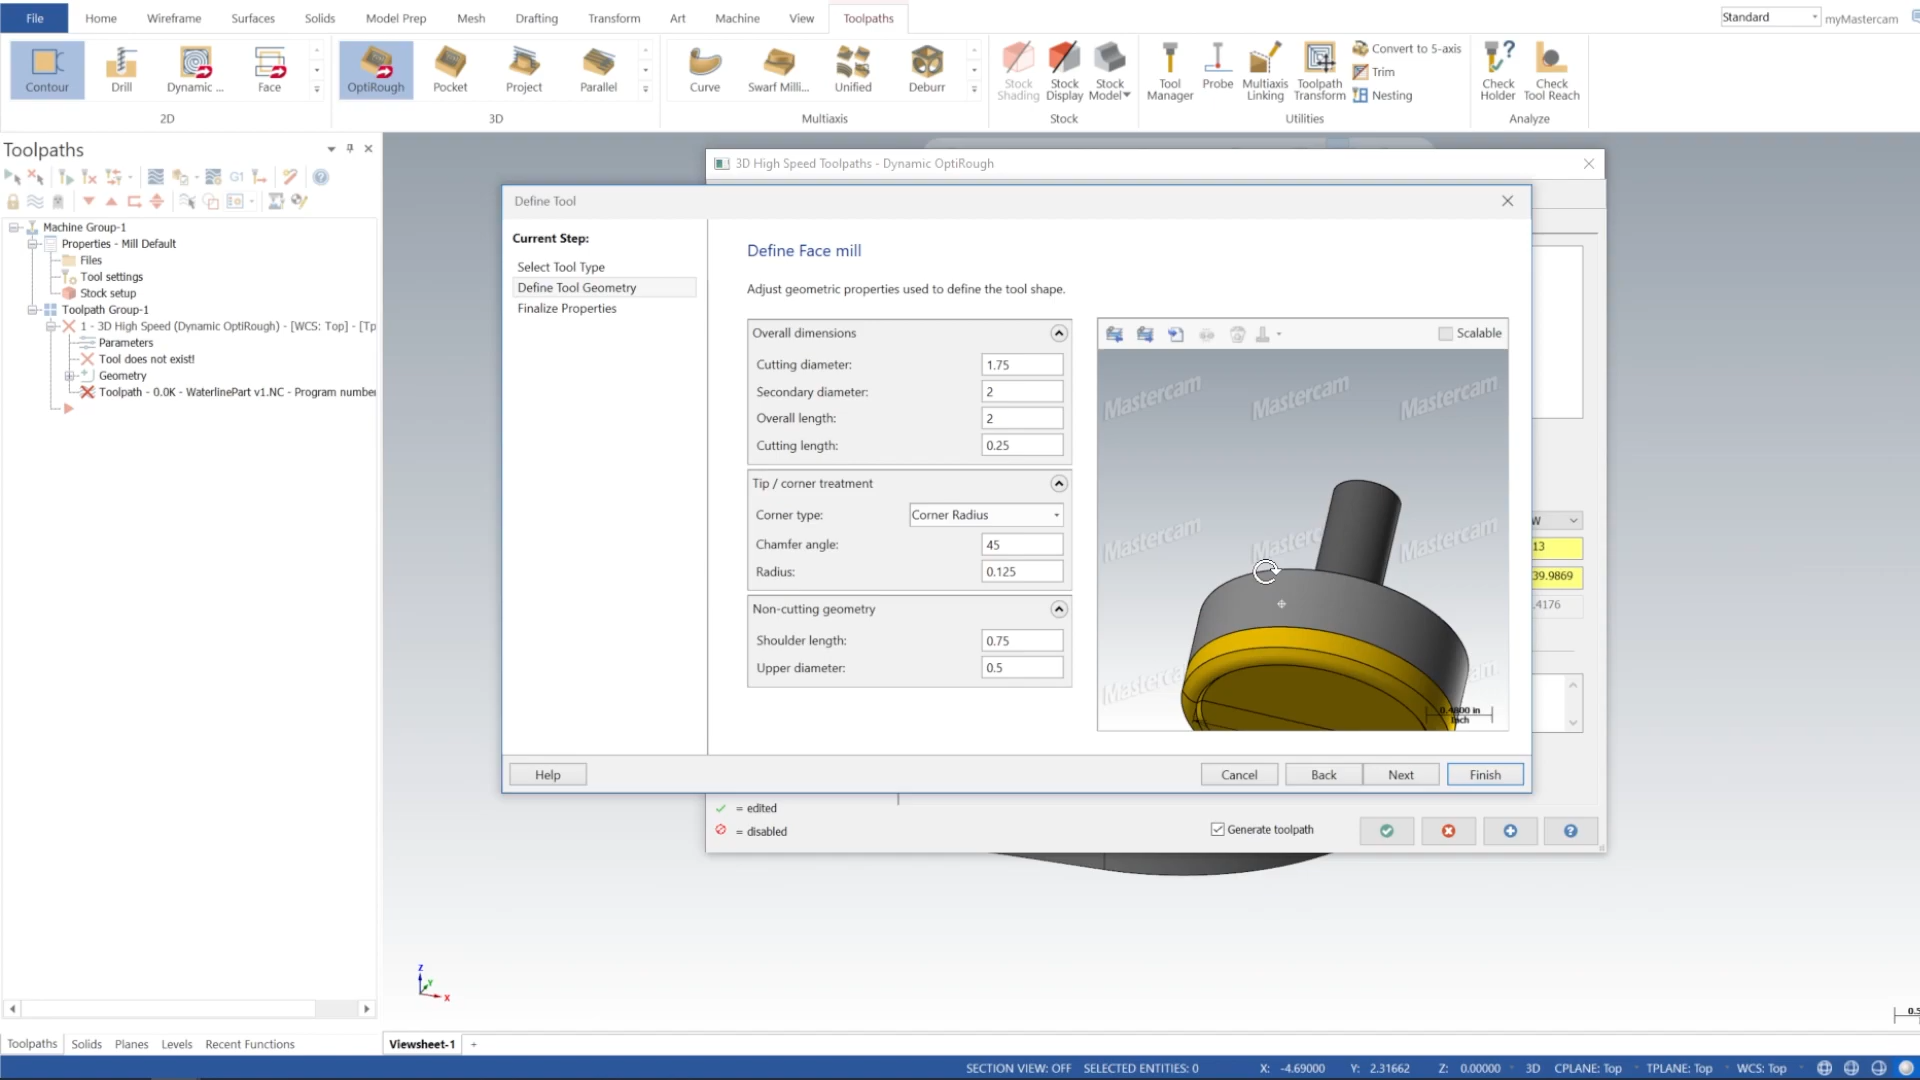 File Home Wireframe Surfaces Solids Model Prep Mesh Drafting Transform Art Machine View Toolpaths Standard myMastercam
Contour Drill Dynamic ... Face OptiRough Pocket Project Parallel Curve Swarf Milli... Unified Deburr
Stock Shading Stock Display Stock Model Tool Manager Probe Multiaxis Linking Toolpath Transform
Convert to 5-axis
Trim
Nesting
Check Holder Check Tool Reach
2D 3D Multiaxis Stock Utilities Analyze
Toolpaths
G1
Machine Group-1
Properties - Mill Default
Files
Tool settings
Stock setup
Toolpath Group-1
1 - 3D High Speed (Dynamic OptiRough) - [WCS: Top] - [Tp
Parameters
Tool does not exist!
Geometry
Toolpath - 0.0K - WaterlinePart v1.NC - Program number
3D High Speed Toolpaths - Dynamic OptiRough
Define Tool
Current Step:
Select Tool Type
Define Tool Geometry
Finalize Properties
Define Face mill
Adjust geometric properties used to define the tool shape.
Overall dimensions
Cutting diameter: 1.75
Secondary diameter: 2
Overall length: 2
Cutting length: 0.25
Tip / corner treatment
Corner type: Corner Radius
Chamfer angle: 45
Radius: 0.125
Non-cutting geometry
Shoulder length: 0.75
Upper diameter: 0.5
Scalable
Mastercam Mastercam Mastercam
Mastercam Masterc Mastercam
Masterca
0.4800 in
Inch
W
13
39.9869
.4176
Help Cancel Back Next Finish
= edited
= disabled
Generate toolpath
Z
Y
X
0.5
Toolpaths Solids Planes Levels Recent Functions Viewsheet-1 +
SECTION VIEW: OFF SELECTED ENTITIES: 0 X: -4.69000 Y: 2.31662 Z: 0.00000 3D CPLANE: Top TPLANE: Top WCS: Top